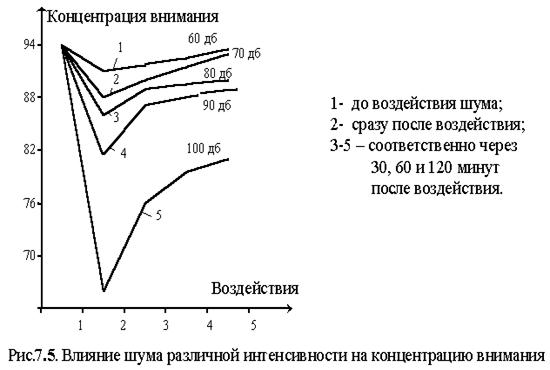 Концентрация внимания
94
88
82
76
70
1
60 дб
2
70 дб
3
80 дб
4
90 дб
100 дб
5
Воздействия
1 2 3 4 5
1- до воздействия шума;
2- сразу после воздействия;
3-5 – соответственно через
30, 60 и 120 минут
после воздействия.
Рис.7.5. Влияние шума различной интенсивности на концентрацию внимания